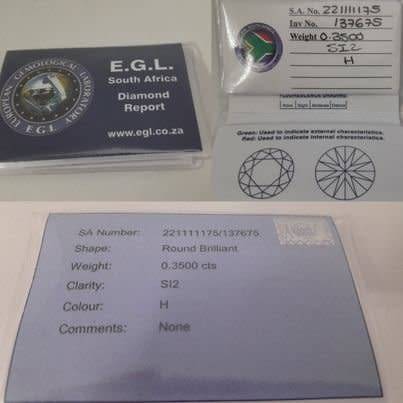 EUROPEAN GEMOLOGICAL LABORATORY
EGL
E.G.L.
South Africa
Diamond
Report
www.egl.co.za
S.A. No. 221111175
Inv No. 137675
Weight 0.3500
SI2
H
Green: Used to indicate external characteristics.
Red: Used to indicate internal characteristics.
SA Number: 221111175/137675
Shape: Round Brilliant
Weight: 0.3500 cts
Clarity: SI2
Colour: H
Comments: None